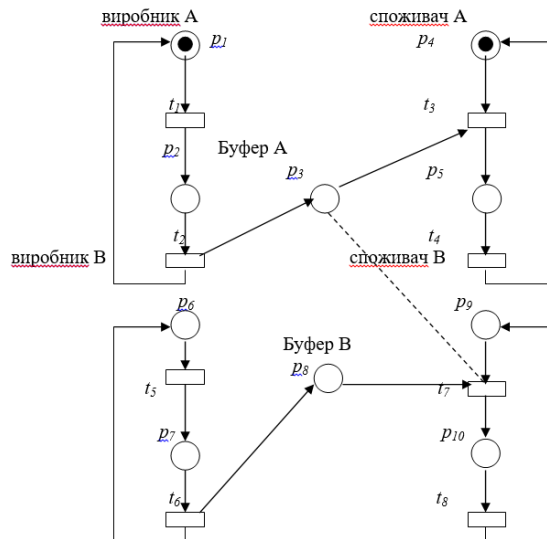 виробник А
споживач А
p1
p4
t1
t3
p2
Буфер А
p3
p5
t2
t4
виробник В
споживач В
p6
p9
Буфер В
p8
t5
t7
p7
p10
t6
t8